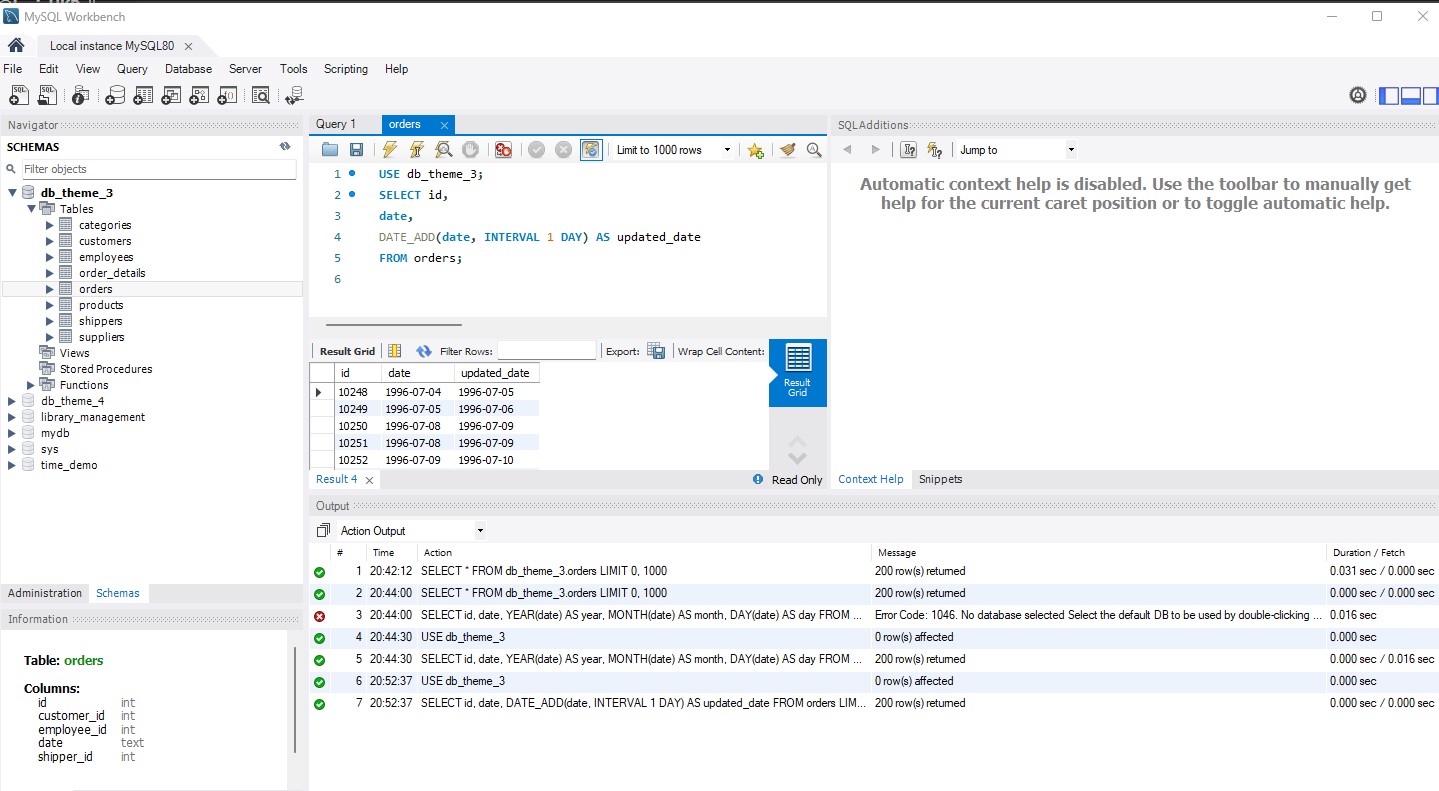 MySQL Workbench
Local instance MySQL80
File Edit View Query Database Server Tools Scripting Help
Navigator
SCHEMAS
Filter objects
db_theme_3
Tables
categories
customers
employees
order_details
orders
products
shippers
suppliers
Views
Stored Procedures
Functions
db_theme_4
library_management
mydb
sys
time_demo
Administration Schemas
Information
Table: orders
Columns:
id int
customer_id int
employee_id int
date text
shipper_id int
Query 1 orders
Limit to 1000 rows
1 USE db_theme_3;
2 SELECT id,
3 date,
4 DATE_ADD(date, INTERVAL 1 DAY) AS updated_date
5 FROM orders;
6
Result Grid Filter Rows: Export: Wrap Cell Content:
id date updated_date
10248 1996-07-04 1996-07-05
10249 1996-07-05 1996-07-06
10250 1996-07-08 1996-07-09
10251 1996-07-08 1996-07-09
10252 1996-07-09 1996-07-10
Result
Grid
Result 4 Read Only
SQLAdditions
Jump to
Automatic context help is disabled. Use the toolbar to manually get
help for the current caret position or to toggle automatic help.
Context Help Snippets
Output
Action Output
# Time Action Message Duration / Fetch
1 20:42:12 SELECT * FROM db_theme_3.orders LIMIT 0, 1000 200 row(s) returned 0.031 sec / 0.000 sec
2 20:44:00 SELECT * FROM db_theme_3.orders LIMIT 0, 1000 200 row(s) returned 0.000 sec / 0.000 sec
3 20:44:00 SELECT id, date, YEAR(date) AS year, MONTH(date) AS month, DAY(date) AS day FROM ... Error Code: 1046. No database selected Select the default DB to be used by double-clicking ... 0.016 sec
4 20:44:30 USE db_theme_3 0 row(s) affected 0.000 sec
5 20:44:30 SELECT id, date, YEAR(date) AS year, MONTH(date) AS month, DAY(date) AS day FROM ... 200 row(s) returned 0.000 sec / 0.016 sec
6 20:52:37 USE db_theme_3 0 row(s) affected 0.000 sec
7 20:52:37 SELECT id, date, DATE_ADD(date, INTERVAL 1 DAY) AS updated_date FROM orders LIM... 200 row(s) returned 0.000 sec / 0.000 sec